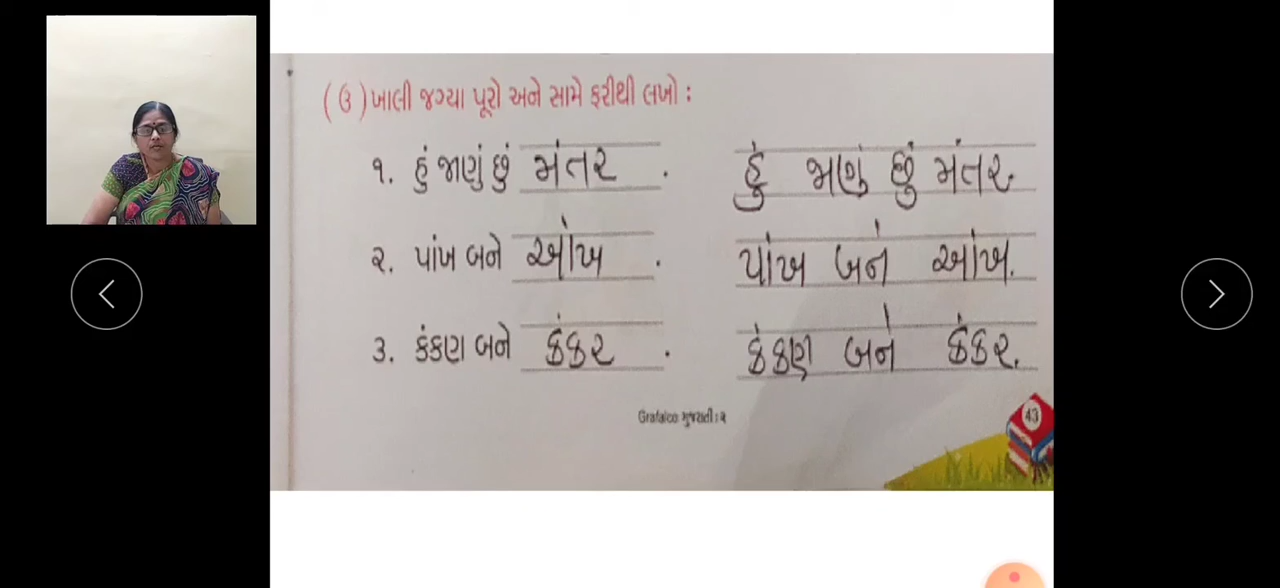 (ઉ) ખાલી જગ્યા પૂરો અને સામે ફરીથી લખો :
૧. હું જાણું છું મંતર . હું જાણું છું મંતર.
૨. પાંખ બને આંખ . પાંખ બને આંખ.
૩. કંકણ બને કંકર . કંકણ બને કંકર.
Grafalco ગુજરાતી : ૨
43